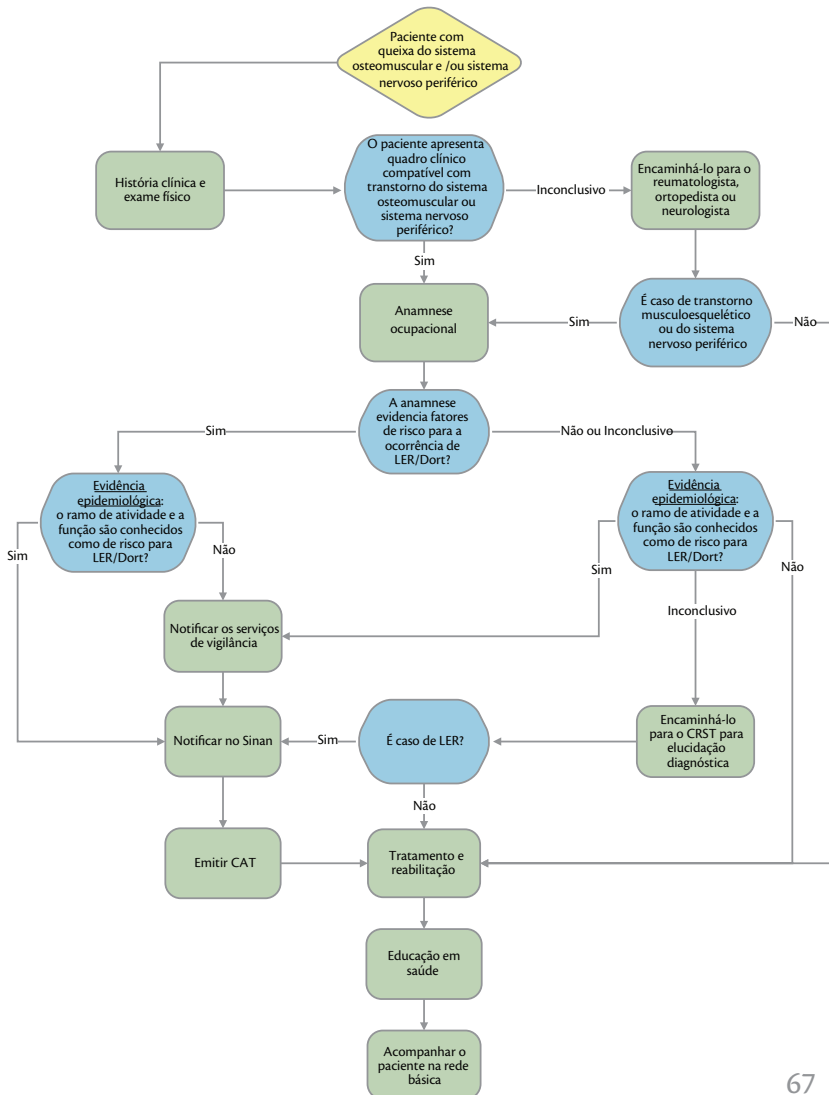 Paciente com
queixa do sistema
osteomuscular e /ou sistema
nervoso periférico
História clínica e
exame físico
O paciente apresenta
quadro clínico
compatível com
transtorno do sistema
osteomuscular ou
sistema nervoso
periférico?
Inconclusivo
Encaminhá-lo para o
reumatologista,
ortopedista ou
neurologista
Sim
Anamnese
ocupacional
Sim
É caso de transtorno
musculoesquelético
ou do sistema
nervoso periférico
Não
A anamnese
evidencia fatores
de risco para a
ocorrência de
LER/Dort?
Sim
Não ou Inconclusivo
Evidência
epidemiológica:
o ramo de atividade e a
função são conhecidos
como de risco para
LER/Dort?
Sim
Não
Evidência
epidemiológica:
o ramo de atividade e a
função são conhecidos
como de risco para
LER/Dort?
Sim
Não
Inconclusivo
Notificar os serviços
de vigilância
Notificar no Sinan
Sim
É caso de LER?
Encaminhá-lo
para o CRST para
elucidação
diagnóstica
Não
Emitir CAT
Tratamento e
reabilitação
Educação em
saúde
Acompanhar o
paciente na rede
básica
67